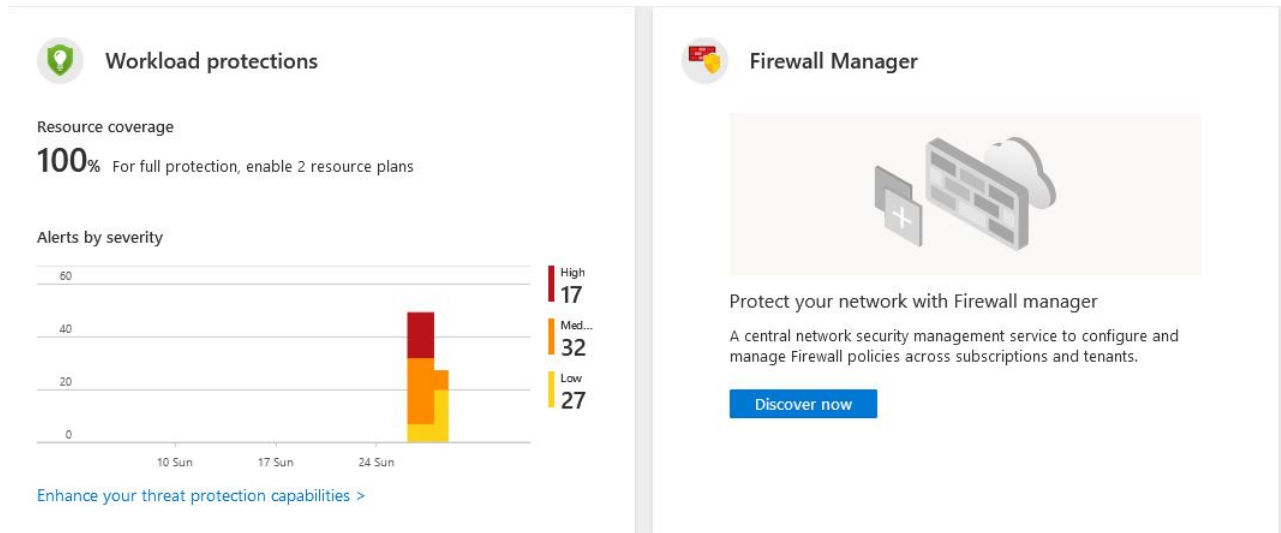 Workload protections
Resource coverage
100% For full protection, enable 2 resource plans
Alerts by severity
60
40
20
0
10 Sun 17 Sun 24 Sun
High
17
Med...
32
Low
27
Enhance your threat protection capabilities >
Firewall Manager
Protect your network with Firewall manager
A central network security management service to configure and
manage Firewall policies across subscriptions and tenants.
Discover now